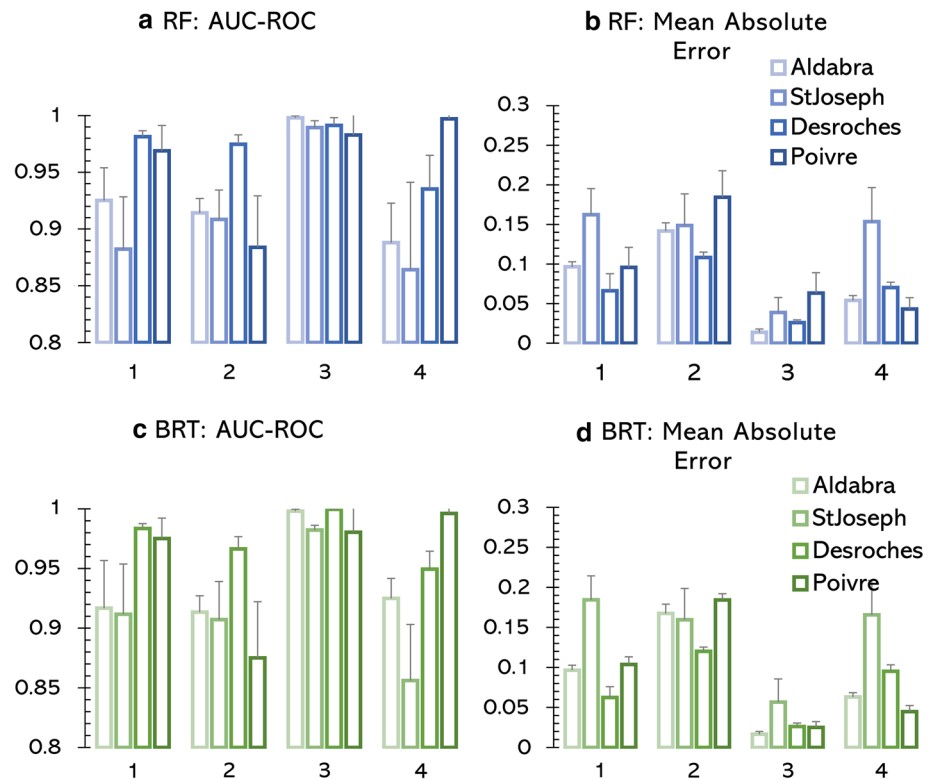 a RF: AUC-ROC
1
0.95
0.9
0.85
0.8
1 2 3 4
b RF: Mean Absolute
Error
Aldabra
StJoseph
Desroches
Poivre
0.3
0.25
0.2
0.15
0.1
0.05
0
1 2 3 4
c BRT: AUC-ROC
1
0.95
0.9
0.85
0.8
1 2 3 4
d BRT: Mean Absolute
Error
Aldabra
StJoseph
Desroches
Poivre
0.3
0.25
0.2
0.15
0.1
0.05
0
1 2 3 4